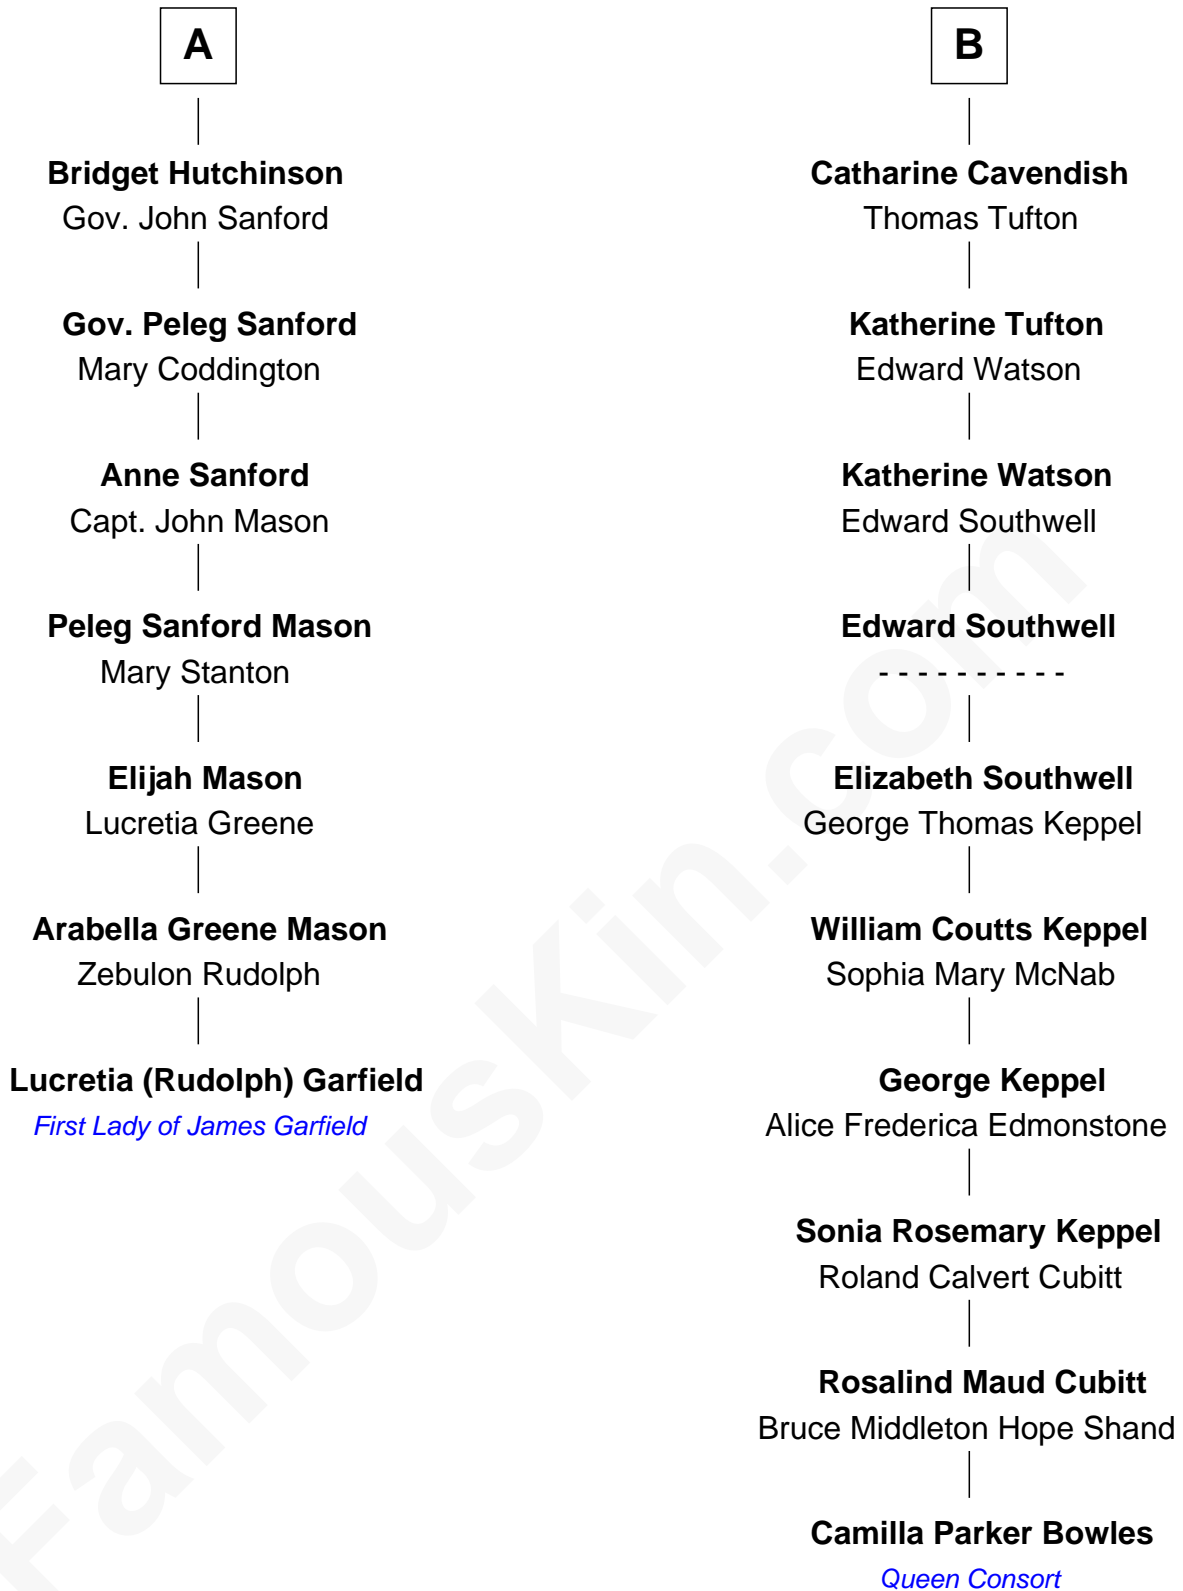 A
Bridget Hutchinson
Gov. John Sanford
Gov. Peleg Sanford
Mary Coddington
Anne Sanford
Capt. John Mason
Peleg Sanford Mason
Mary Stanton
Elijah Mason
Lucretia Greene
Arabella Greene Mason
Zebulon Rudolph
Lucretia (Rudolph) Garfield
First Lady of James Garfield
B
Catharine Cavendish
Thomas Tufton
Katherine Tufton
Edward Watson
Katherine Watson
Edward Southwell
Edward Southwell
- - - - - - - - - -
Elizabeth Southwell
George Thomas Keppel
William Coutts Keppel
Sophia Mary McNab
George Keppel
Alice Frederica Edmonstone
Sonia Rosemary Keppel
Roland Calvert Cubitt
Rosalind Maud Cubitt
Bruce Middleton Hope Shand
Camilla Parker Bowles
Queen Consort
FamousKin.com